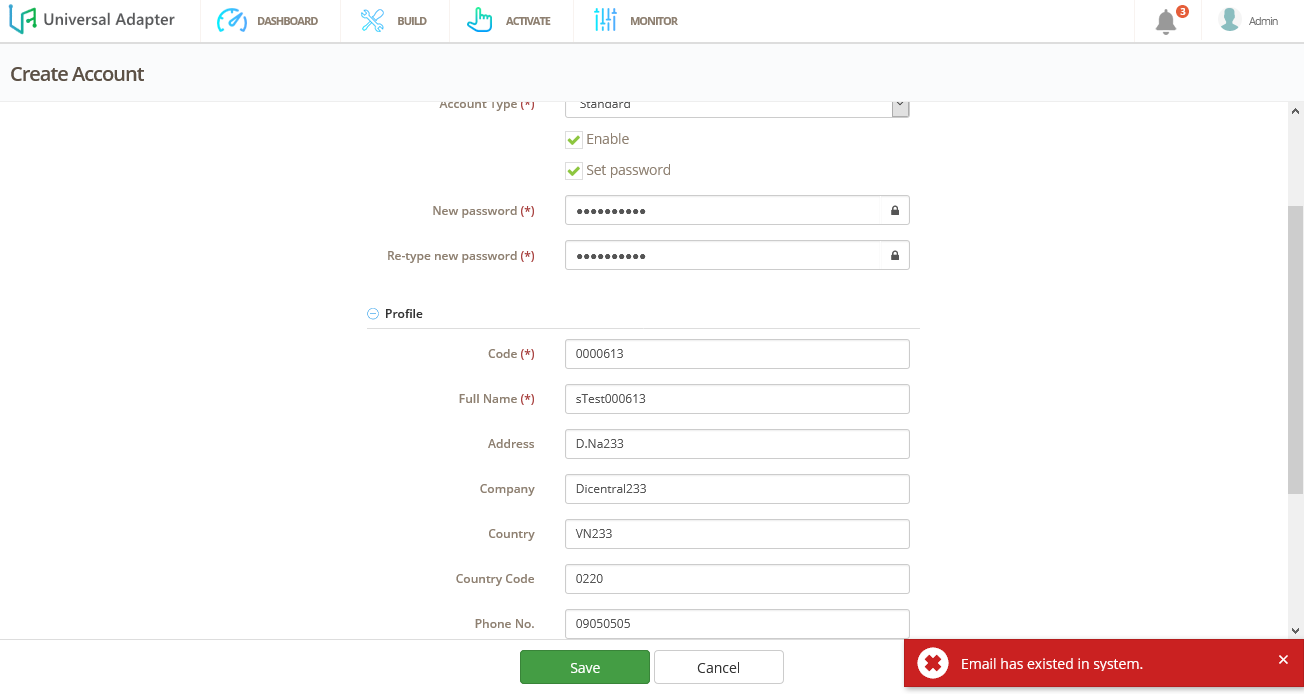 Universal Adapter DASHBOARD BUILD ACTIVATE MONITOR 3 Admin
Create Account
Account Type (*) Standard
Enable
Set password
New password (*) ••••••••••
Re-type new password (*) ••••••••••
Profile
Code (*) 0000613
Full Name (*) sTest000613
Address D.Na233
Company Dicentral233
Country VN233
Country Code 0220
Phone No. 09050505
Save Cancel Email has existed in system.